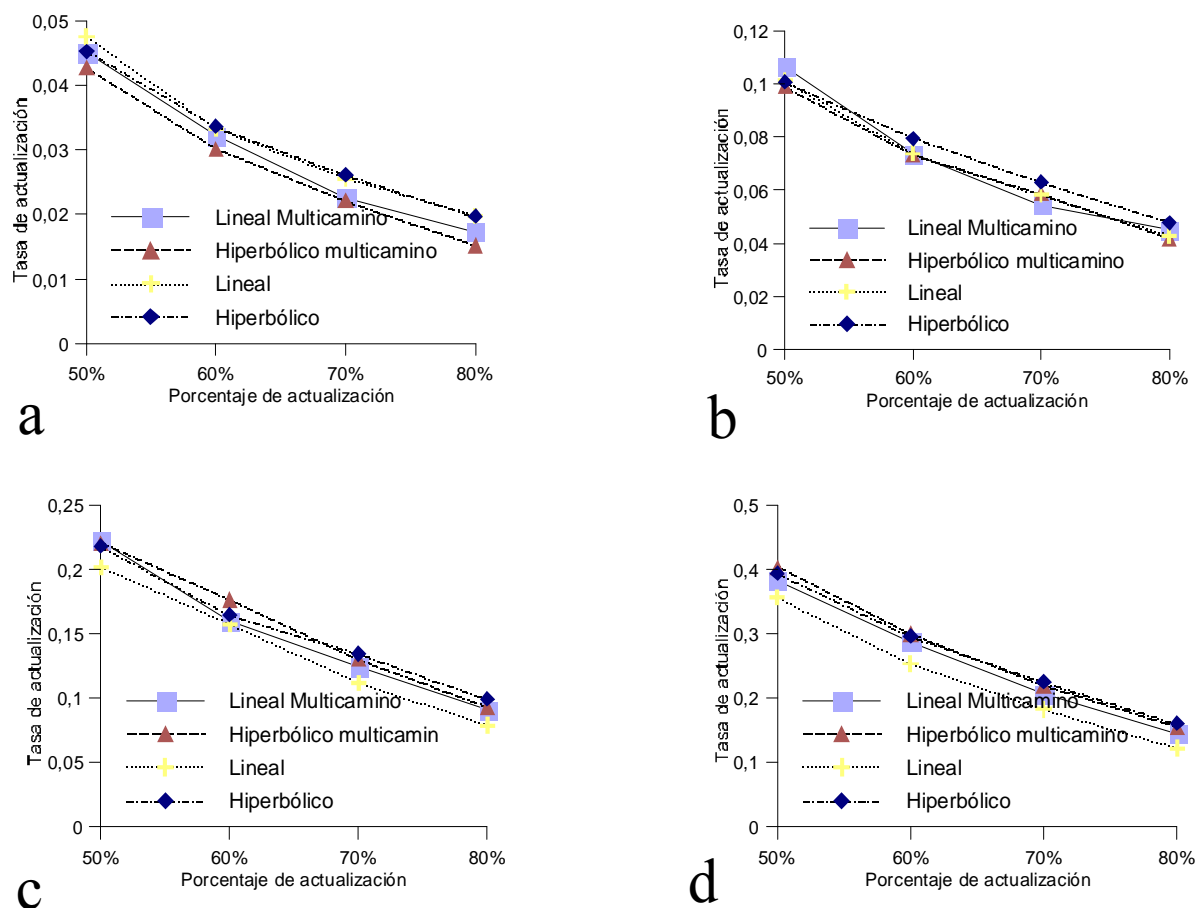 0,05
0,04
0,03
0,02
0,01
0
Tasa de actualización
Lineal Multicamino
Hiperbólico multicamino
Lineal
Hiperbólico
50%
60%
70%
80%
Porcentaje de actualización
a
0,12
0,1
0,08
0,06
0,04
0,02
0
Tasa de actualización
Lineal Multicamino
Hiperbólico multicamino
Lineal
Hiperbólico
50%
60%
70%
80%
Porcentaje de actualización
b
0,25
0,2
0,15
0,1
0,05
0
Tasa de actualización
Lineal Multicamino
Hiperbólico multicamin
Lineal
Hiperbólico
50%
60%
70%
80%
Porcentaje de actualización
c
0,5
0,4
0,3
0,2
0,1
0
Tasa de actualización
Lineal Multicamino
Hiperbólico multicamino
Lineal
Hiperbólico
50%
60%
70%
80%
Porcentaje de actualización
d